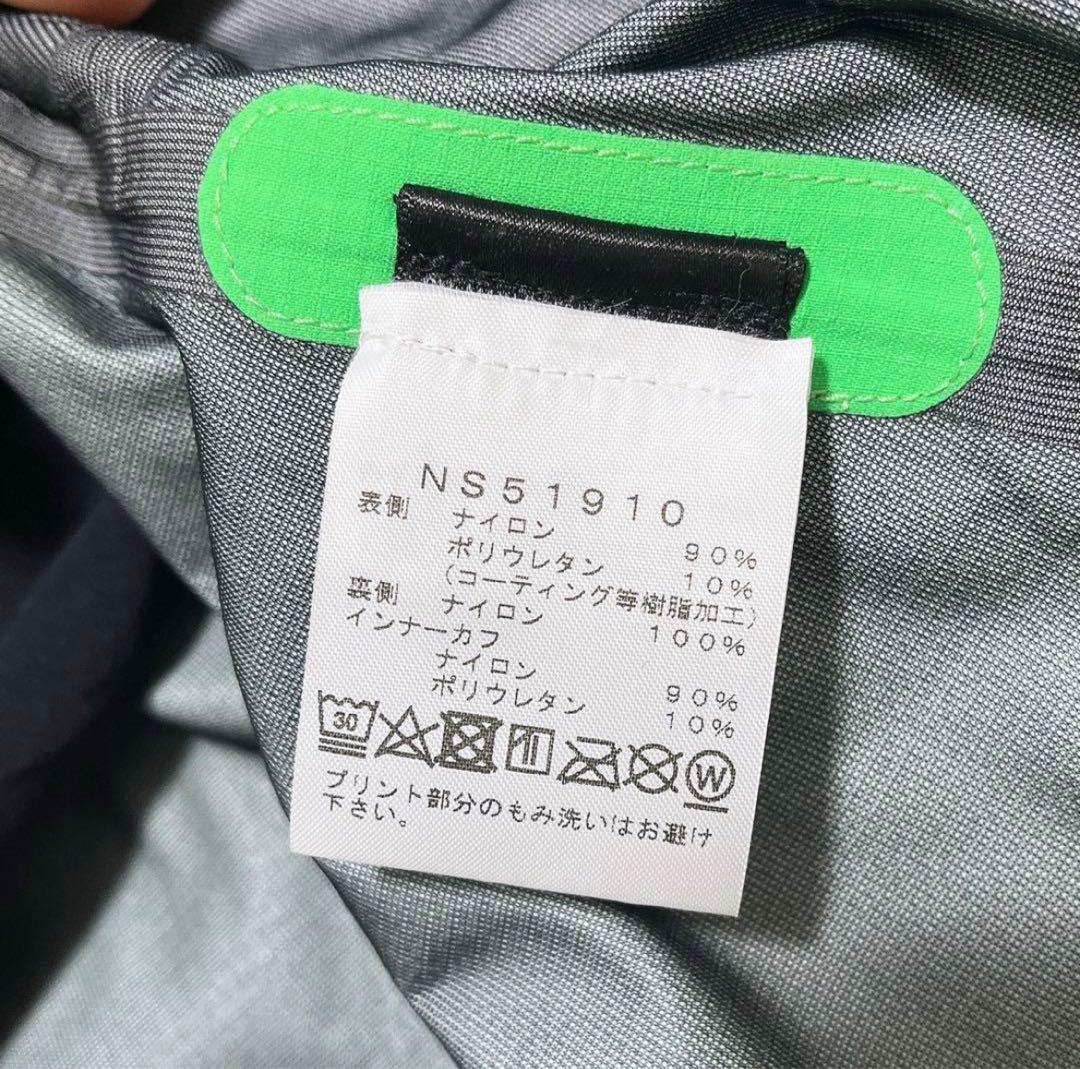 NS51910
表側 ナイロン 90%
ポリウレタン 10%
(コーティング等樹脂加工)
裏側 ナイロン 100%
インナーカフ
ナイロン 90%
ポリウレタン 10%
30 W
プリント部分のもみ洗いはお避け
下さい。